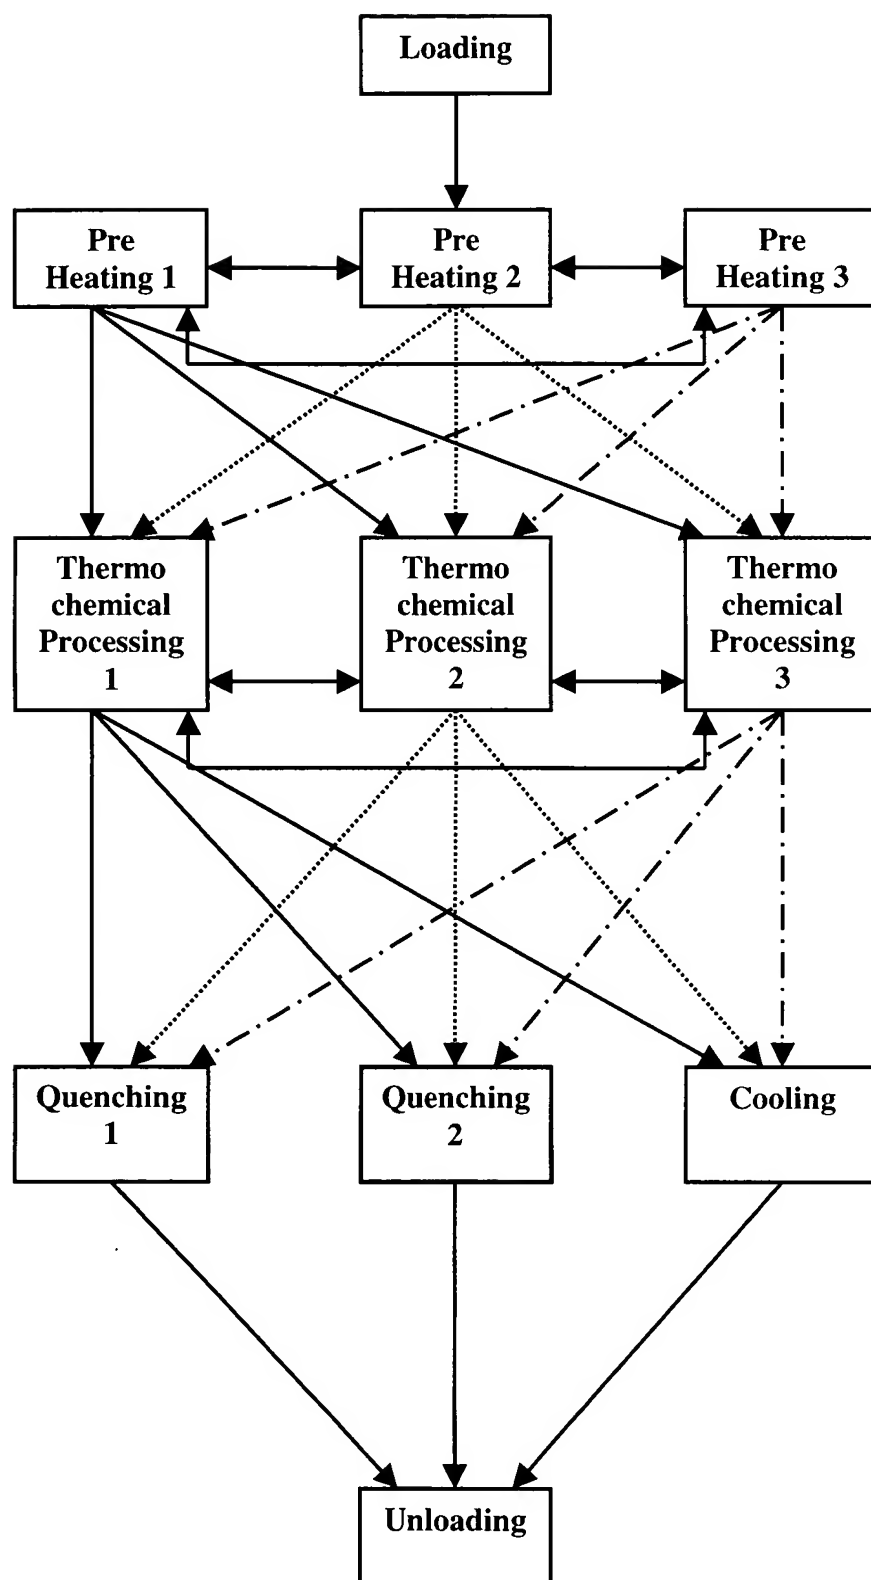 Loading
Pre
Heating 1
Pre
Heating 2
Pre
Heating 3
Thermo
chemical
Processing
1
Thermo
chemical
Processing
2
Thermo
chemical
Processing
3
Quenching
1
Quenching
2
Cooling
Unloading